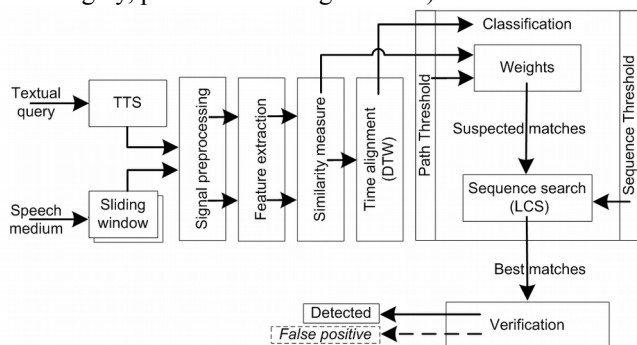 Classification
Weights
Textual
query
TTS
Signal preprocessing
Feature extraction
Similarity measure
Time alignment
(DTW)
Path Threshold
Sequence Threshold
Suspected matches
Speech
medium
Sliding
window
Sequence search
(LCS)
Best matches
Detected
False positive
Verification